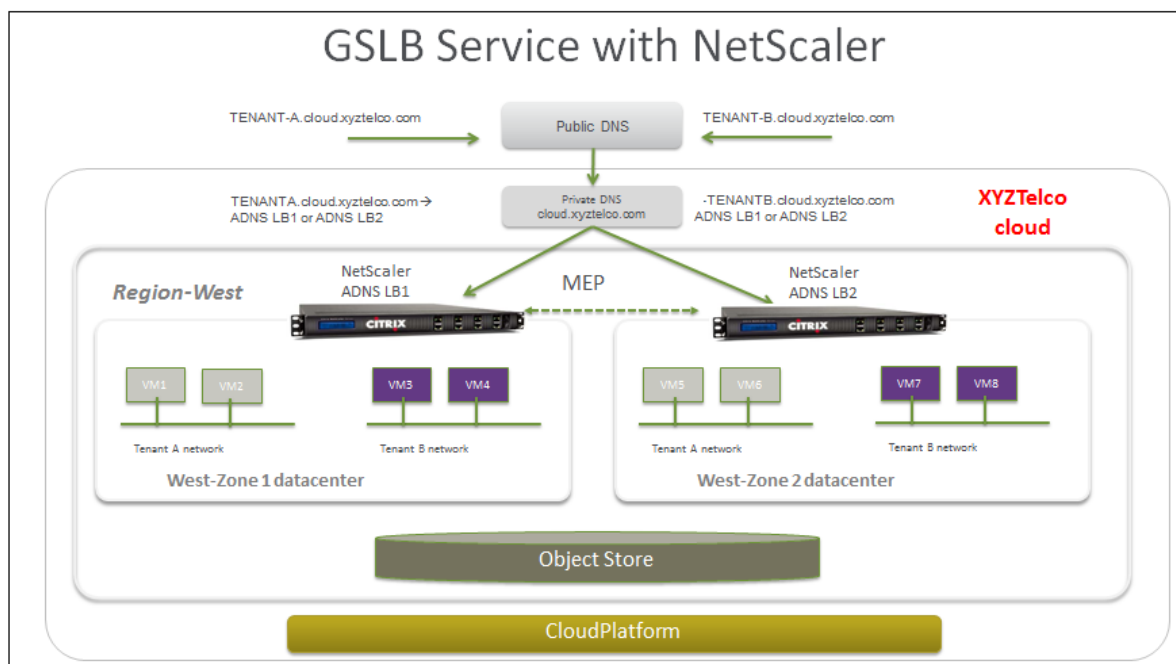 GSLB Service with NetScaler
TENANT-A.cloud.xyztelco.com
Public DNS
TENANT-B.cloud.xyztelco.com
TENANTA.cloud.xyztelco.com→
ADNS LB1 or ADNS LB2
Private DNS
cloud.xyztelco.com
-TENANTB.cloud.xyztelco.com
ADNS LB1 or ADNS LB2
XYZTelco
cloud
Region-West
NetScaler
ADNS LB1
MEP
NetScaler
ADNS LB2
CITRIX
CITRIX
VM1
VM2
VM3
VM4
VM5
VM6
VM7
VM8
Tenant A network
Tenant B network
Tenant A network
Tenant B network
West-Zone 1 datacenter
West-Zone 2 datacenter
Object Store
CloudPlatform